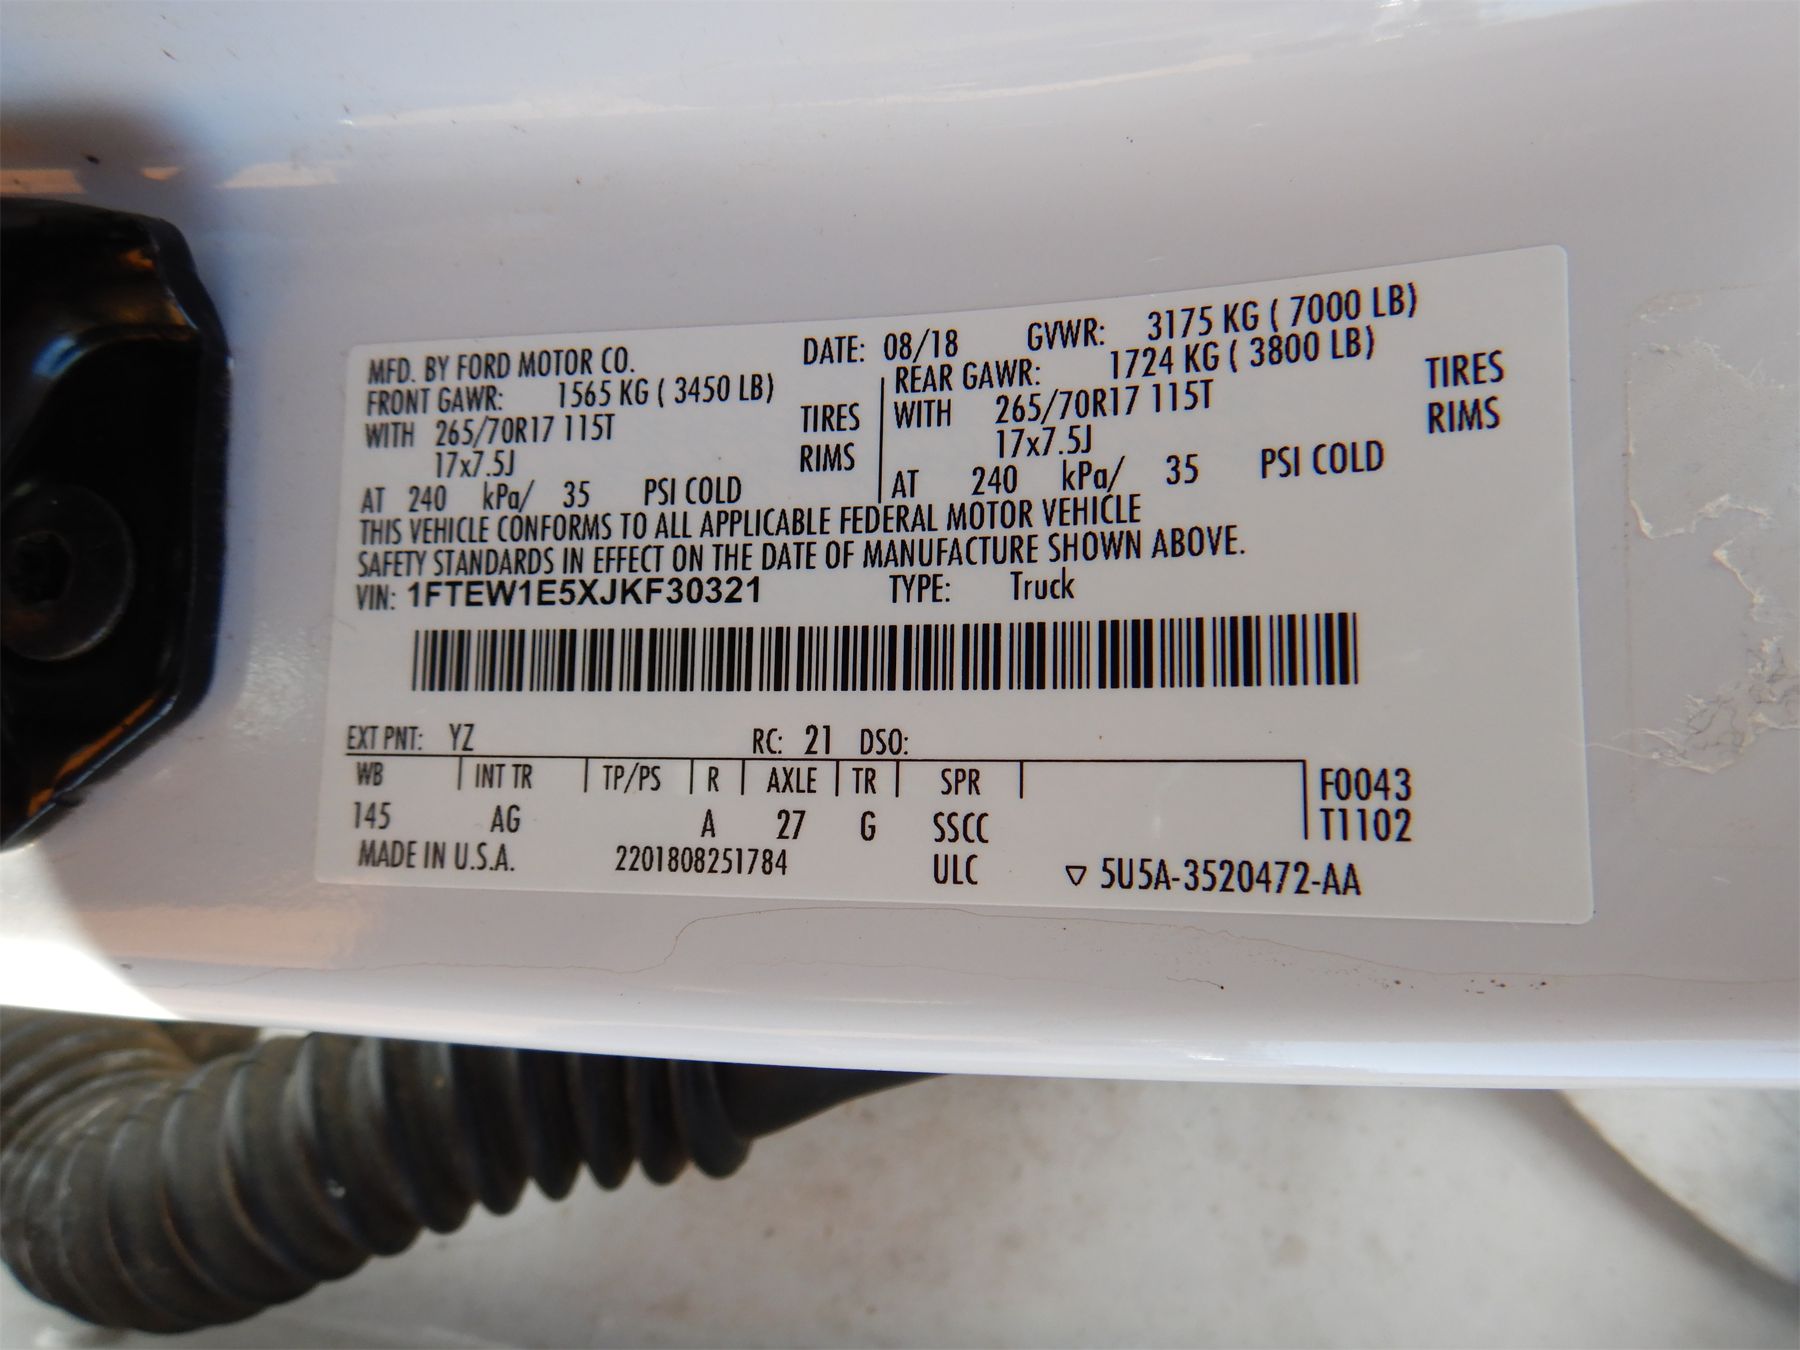 MFD. BY FORD MOTOR CO. DATE: 08/18 GVWR: 3175 KG ( 7000 LB)
FRONT GAWR: 1565 KG ( 3450 LB) REAR GAWR: 1724 KG ( 3800 LB)
WITH 265/70R17 115T TIRES WITH 265/70R17 115T TIRES
17x7.5J RIMS 17x7.5J RIMS
AT 240 kPa/ 35 PSI COLD AT 240 kPa/ 35 PSI COLD
THIS VEHICLE CONFORMS TO ALL APPLICABLE FEDERAL MOTOR VEHICLE
SAFETY STANDARDS IN EFFECT ON THE DATE OF MANUFACTURE SHOWN ABOVE.
VIN: 1FTEW1E5XJKF30321 TYPE: Truck
EXT PNT: YZ RC: 21 DSO:
WB INT TR TP/PS R AXLE TR SPR F0043
145 AG A 27 G SSCC T1102
MADE IN U.S.A. 2201808251784 ULC ▽ 5U5A-3520472-AA